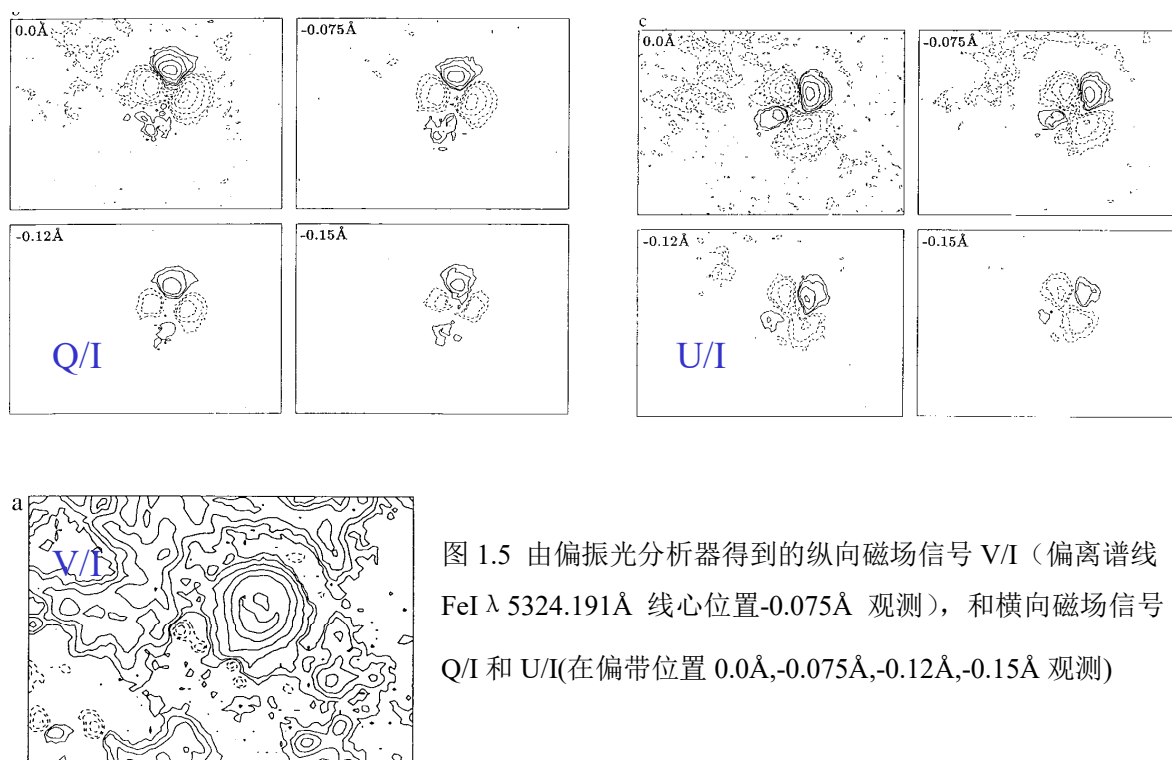 0.0Å
-0.075Å
-0.12Å
-0.15Å
Q/I
c
0.0Å
-0.075Å
-0.12Å
-0.15Å
U/I
a
V/I
图 1.5 由偏振光分析器得到的纵向磁场信号 V/I（偏离谱线
FeI λ 5324.191Å 线心位置-0.075Å 观测），和横向磁场信号
Q/I 和 U/I(在偏带位置 0.0Å,-0.075Å,-0.12Å,-0.15Å 观测)